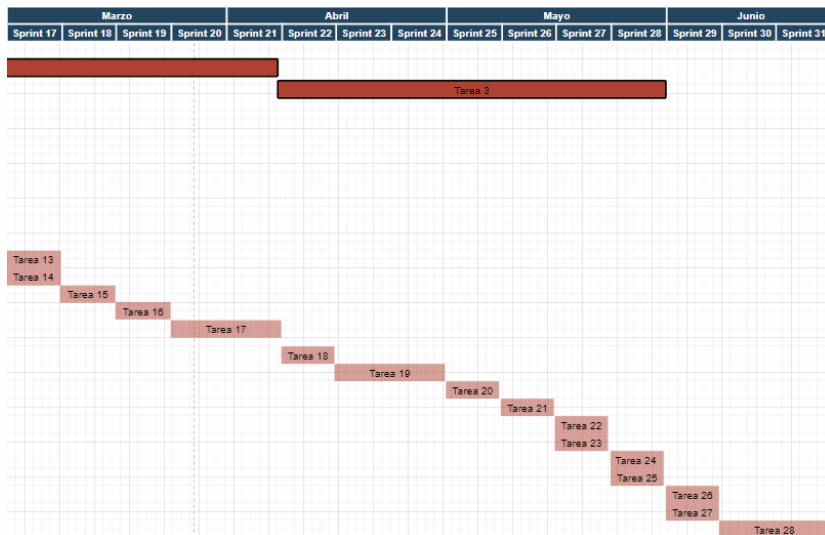 Marzo Abril Mayo Junio
Sprint 17 Sprint 18 Sprint 19 Sprint 20 Sprint 21 Sprint 22 Sprint 23 Sprint 24 Sprint 25 Sprint 26 Sprint 27 Sprint 28 Sprint 29 Sprint 30 Sprint 31
Tarea 3
Tarea 13
Tarea 14
Tarea 15
Tarea 16
Tarea 17
Tarea 18
Tarea 19
Tarea 20
Tarea 21
Tarea 22
Tarea 23
Tarea 24
Tarea 25
Tarea 26
Tarea 27
Tarea 28